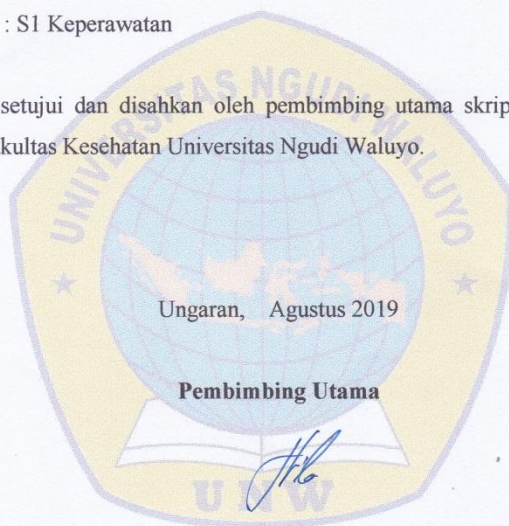 : S1 Keperawatan
setujui dan disahkan oleh pembimbing utama skrip
kultas Kesehatan Universitas Ngudi Waluyo.
UNIVERSITAS NGUDI WALUYO
Ungaran, Agustus 2019
Pembimbing Utama
UNW